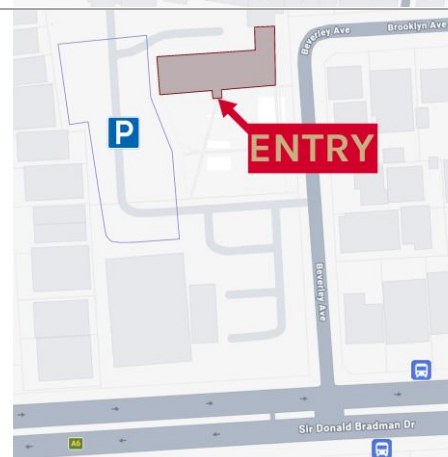 Beverley Ave
Brooklyn Ave
P
ENTRY
Beverley Ave
Sir Donald Bradman Dr
A6